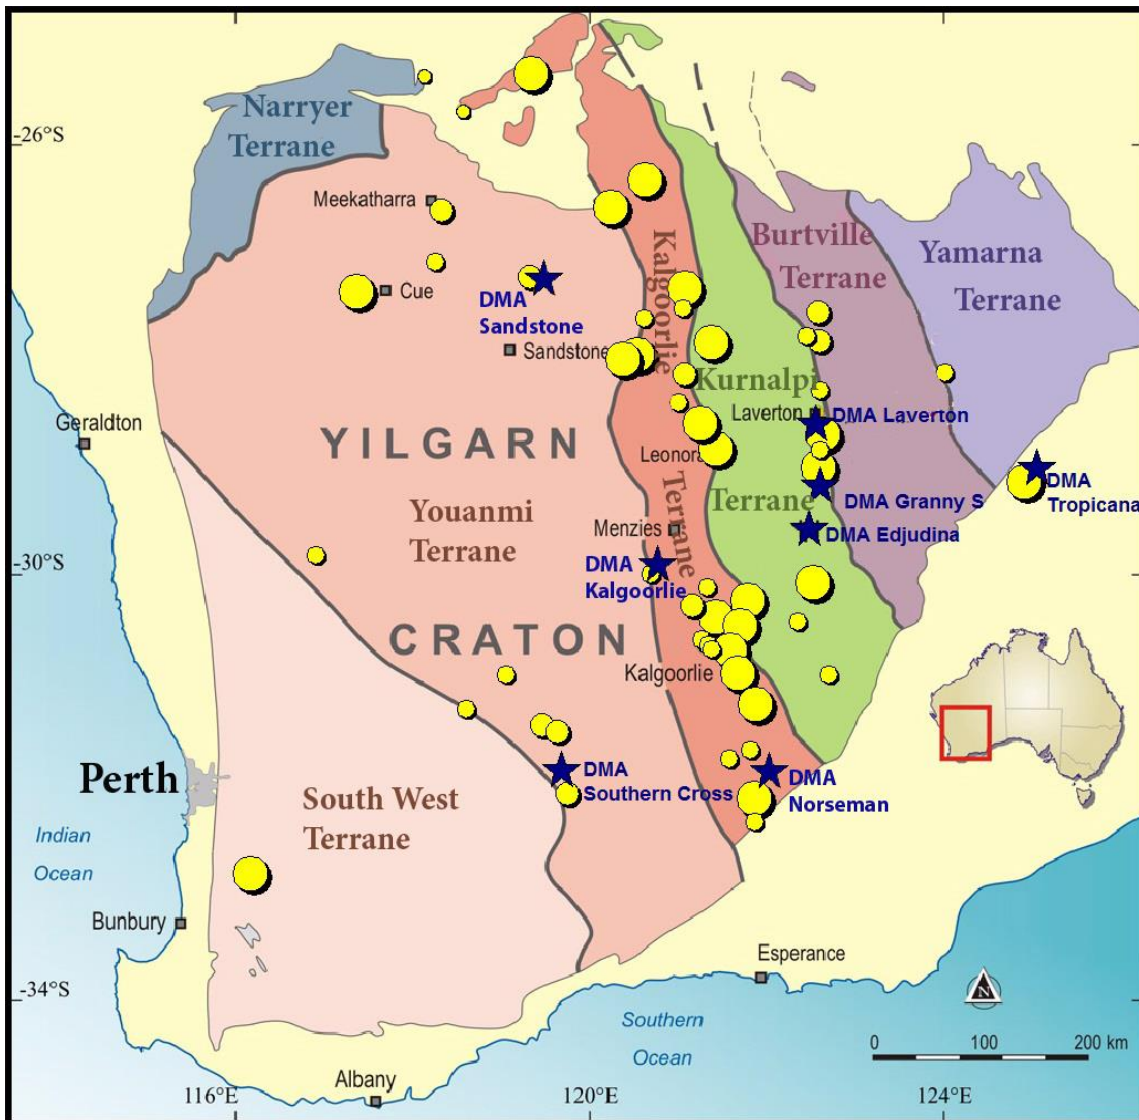 Narryer
Terrane
-26°S
Meekatharra
Kalgoorlie
Terrane
Burtville
Terrane
Yamarna
Terrane
Cue
DMA
Sandstone
Sandstone
Kurnalpi
Terrane
Laverton
DMA Laverton
Geraldton
YILGARN
CRATON
Leonora
DMA
Tropicana
DMA Granny S
Youanmi
Terrane
Menzies
DMA Edjudina
-30°S
DMA
Kalgoorlie
Kalgoorlie
Perth
DMA
Southern Cross
DMA
Norseman
South West
Terrane
Indian
Ocean
Bunbury
Esperance
-34°S
N
Southern
Ocean
0 100 200 km
Albany
116°E 120°E 124°E